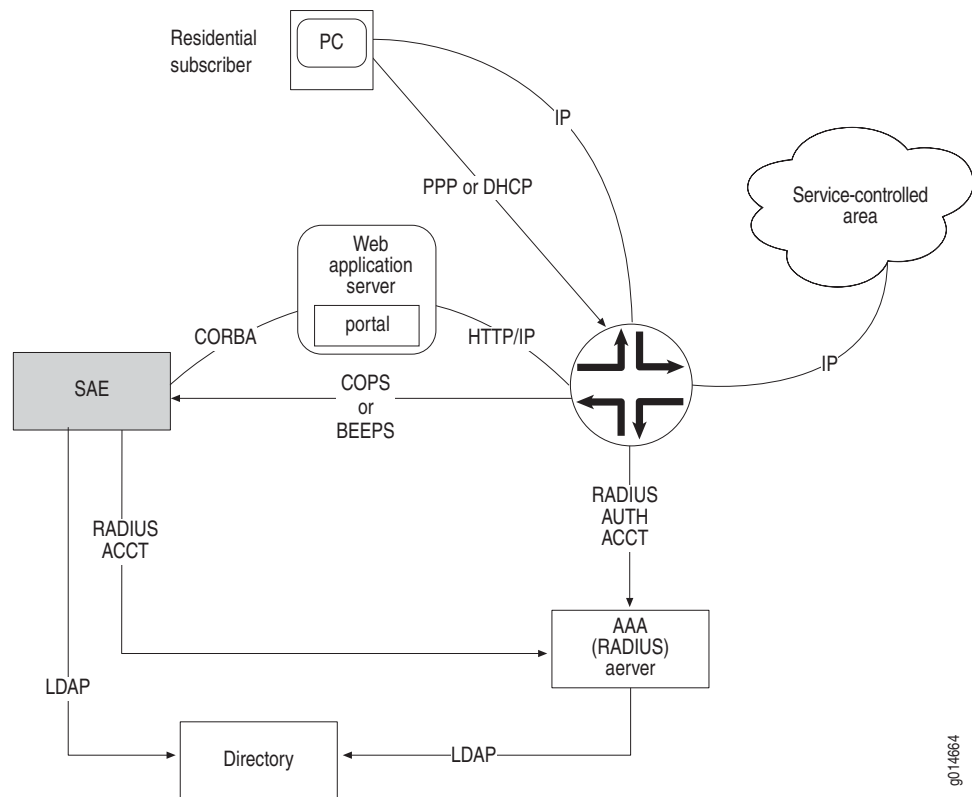 Residential
subscriber
PC
IP
PPP or DHCP
Service-controlled
area
Web
application
server
portal
CORBA
HTTP/IP
IP
SAE
COPS
or
BEEPS
RADIUS
AUTH
ACCT
RADIUS
ACCT
AAA
(RADIUS)
aerver
LDAP
Directory
LDAP
g014664